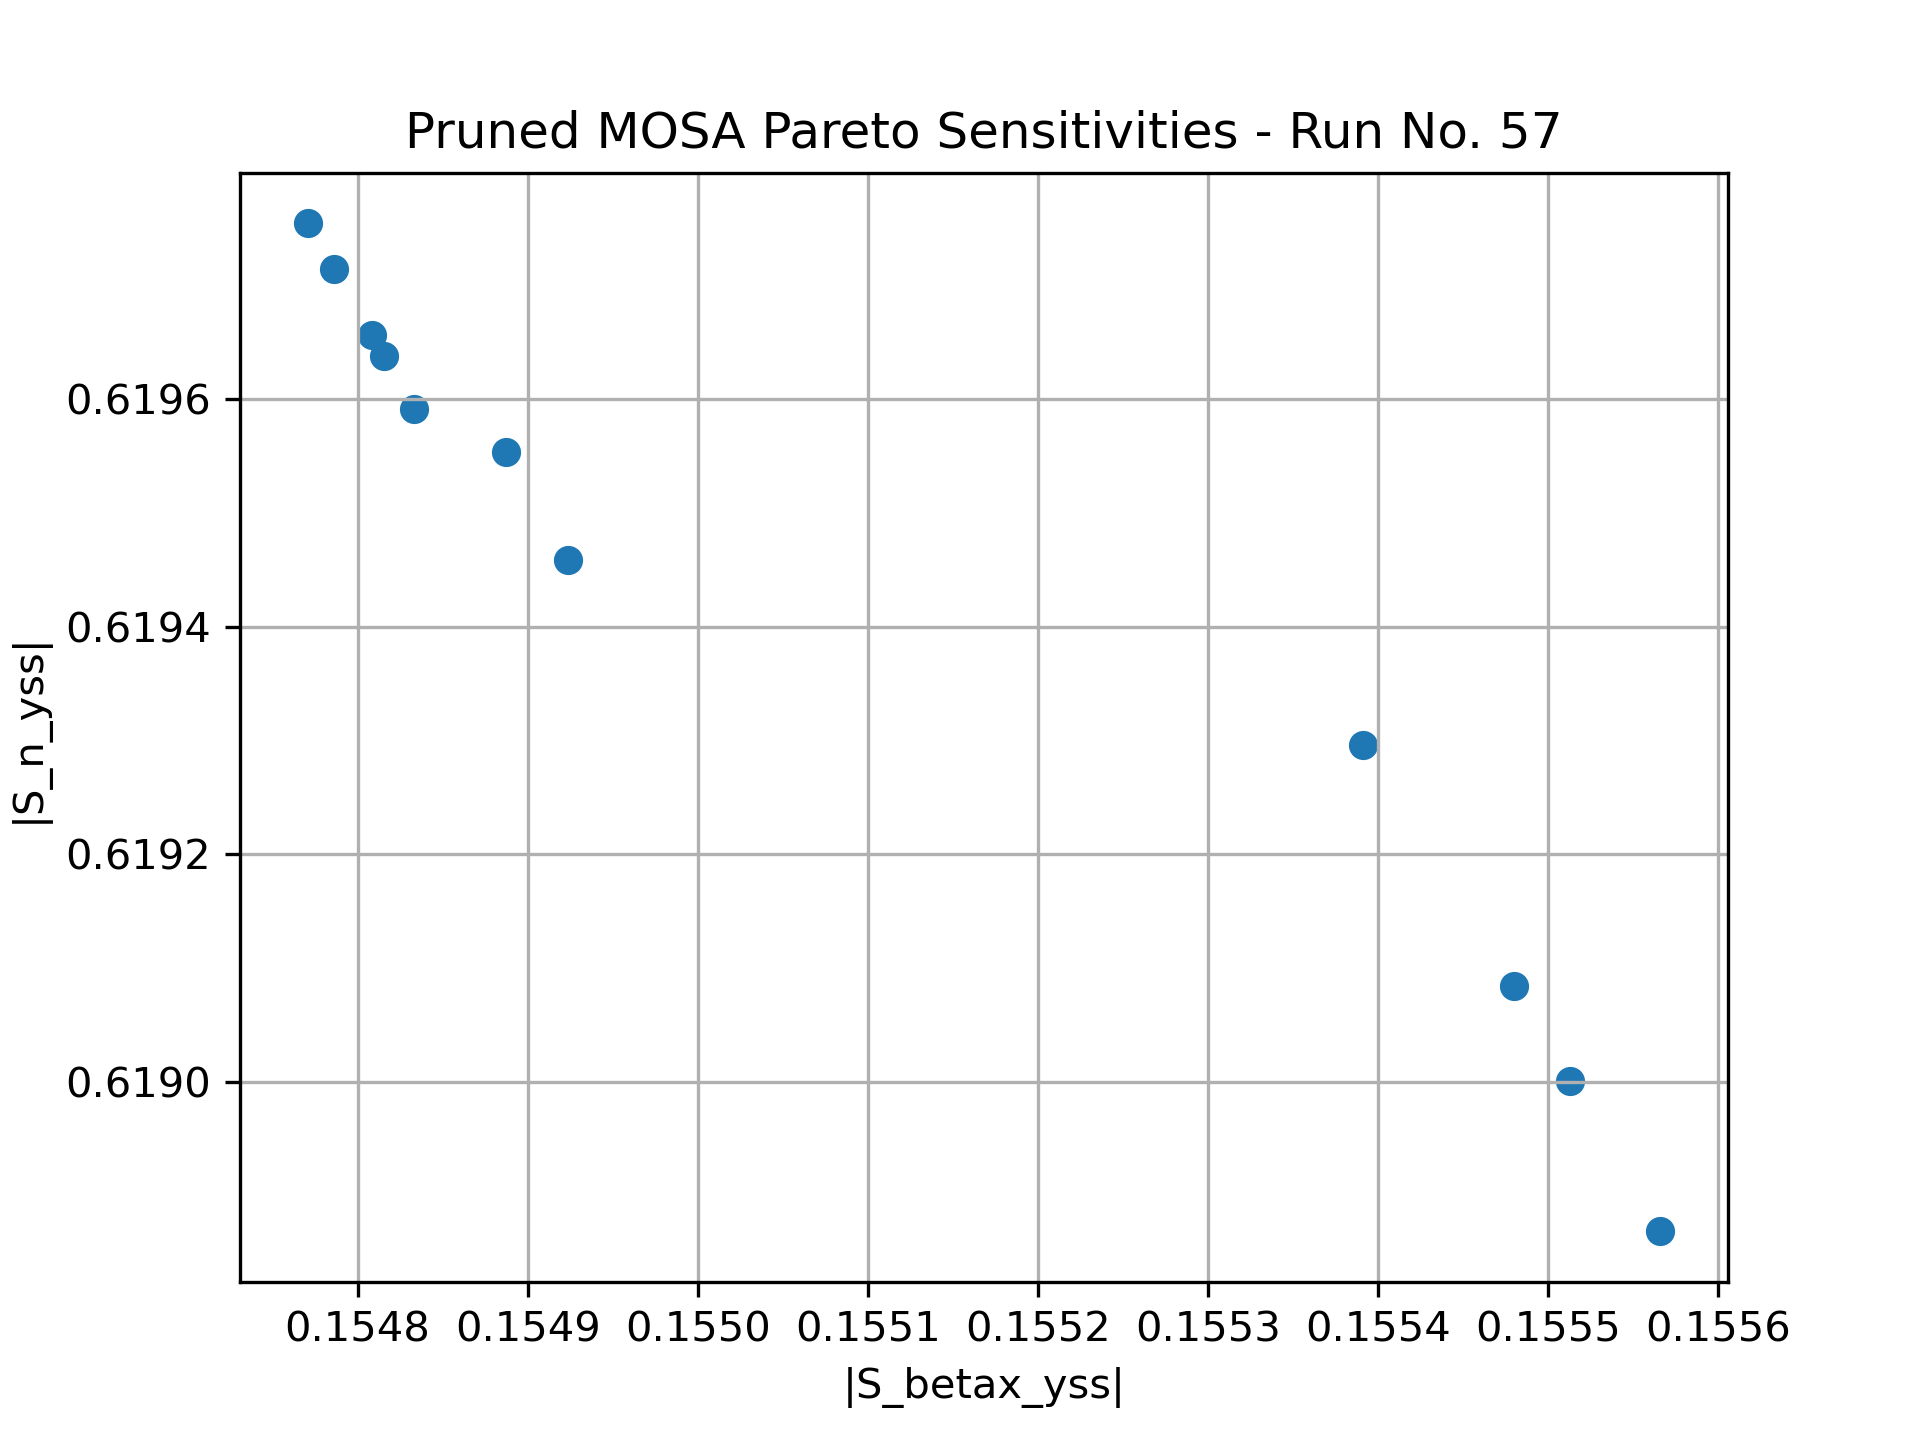 Pruned MOSA Pareto Sensitivities - Run No. 57
|S_n_yss|
0.6196
0.6194
0.6192
0.6190
0.1548 0.1549 0.1550 0.1551 0.1552 0.1553 0.1554 0.1555 0.1556
|S_betax_yss|